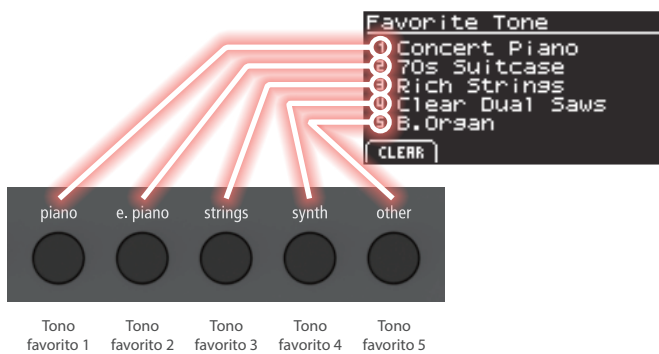 Favorite Tone
1 Concert Piano
2 70s Suitcase
3 Rich Strings
4 Clear Dual Saws
5 B.Organ
CLEAR
piano e. piano strings synth other
Tono favorito 1
Tono favorito 2
Tono favorito 3
Tono favorito 4
Tono favorito 5